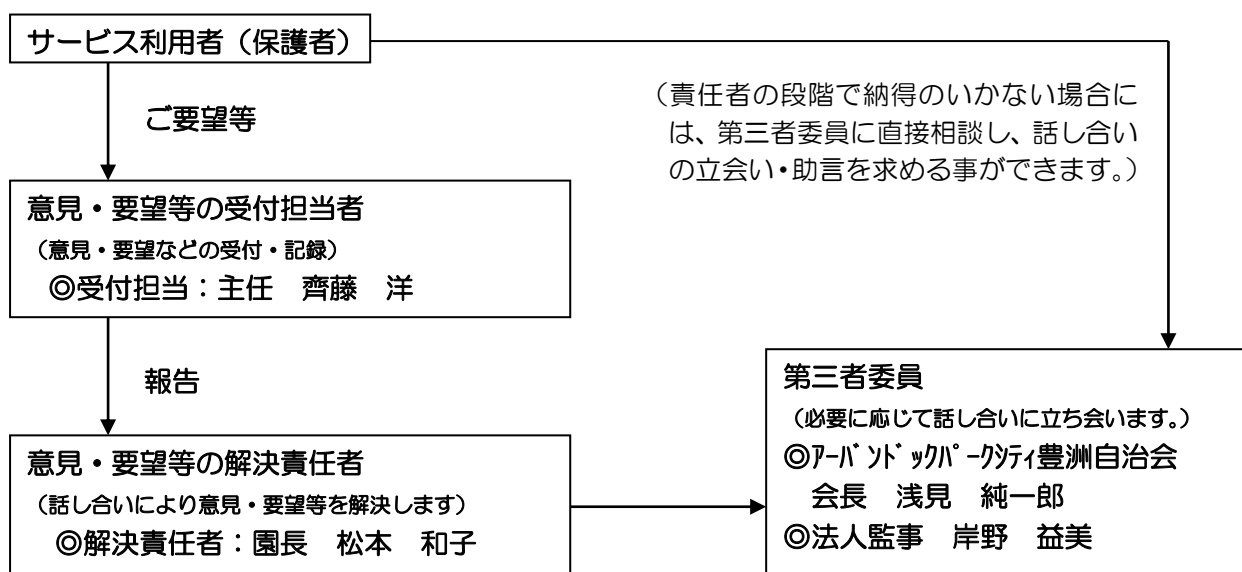 サービス利用者（保護者）
ご要望等
（責任者の段階で納得のいかない場合に
は、第三者委員に直接相談し、話し合い
の立会い・助言を求める事ができます。）
意見・要望等の受付担当者
（意見・要望などの受付・記録）
◎受付担当：主任　齊藤　洋
報告
意見・要望等の解決責任者
（話し合いにより意見・要望等を解決します）
◎解決責任者：園長　松本　和子
第三者委員
（必要に応じて話し合いに立ち会います。）
◎ｱｰﾊﾞﾝﾄﾞｯｸﾊﾟｰｸｼﾃｨ豊洲自治会
会長　浅見　純一郎
◎法人監事　岸野　益美